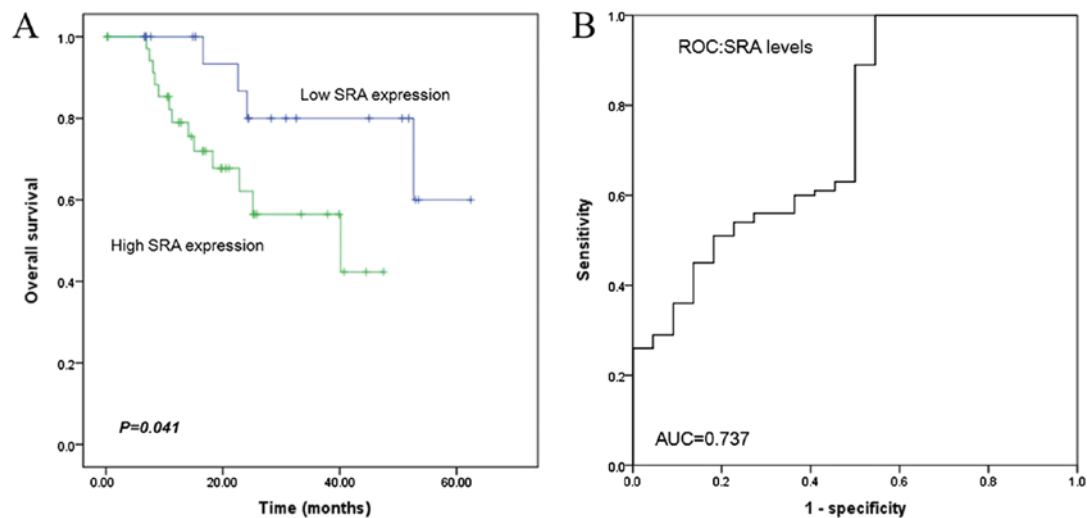 A
Overall survival
1.0
0.8
0.6
0.4
0.2
0.0
Low SRA expression
High SRA expression
P=0.041
0.00 20.00 40.00 60.00
Time (months)
B
Sensitivity
1.0
0.8
0.6
0.4
0.2
0.0
ROC:SRA levels
AUC=0.737
0.0 0.2 0.4 0.6 0.8 1.0
1 - specificity